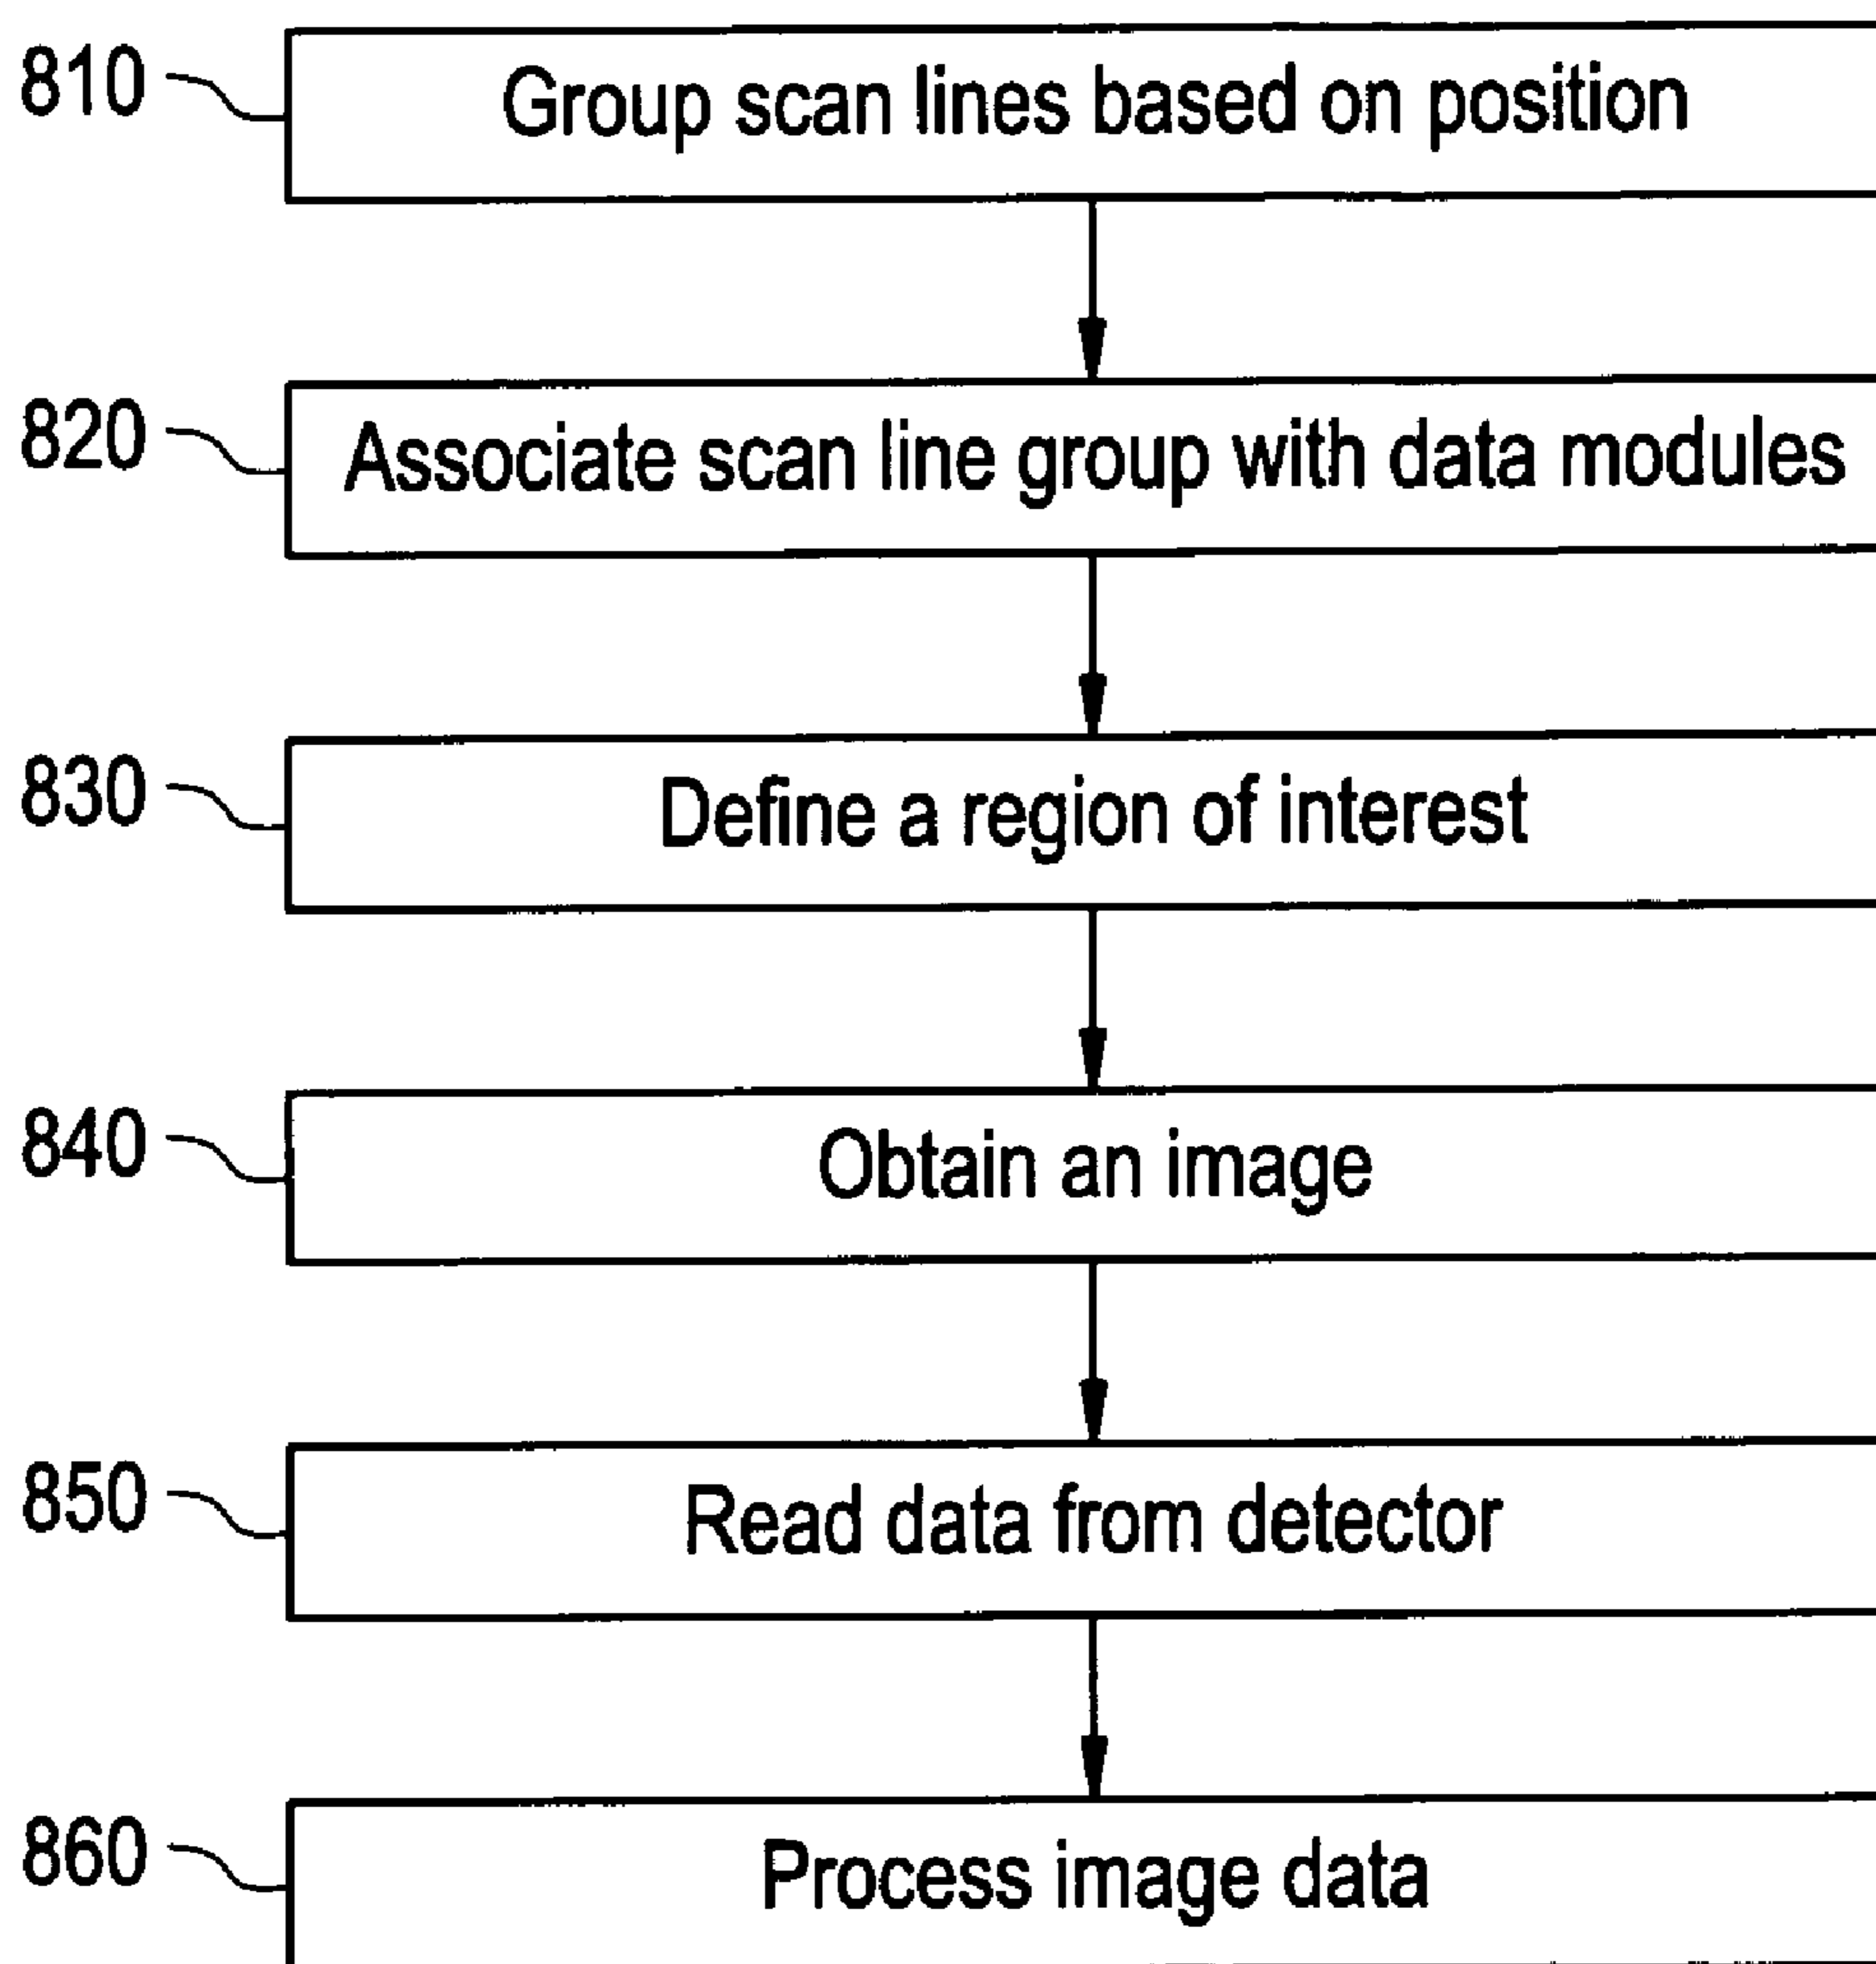 810 Group scan lines based on position
820 Associate scan line group with data modules
830 Define a region of interest
840 Obtain an image
850 Read data from detector
860 Process image data